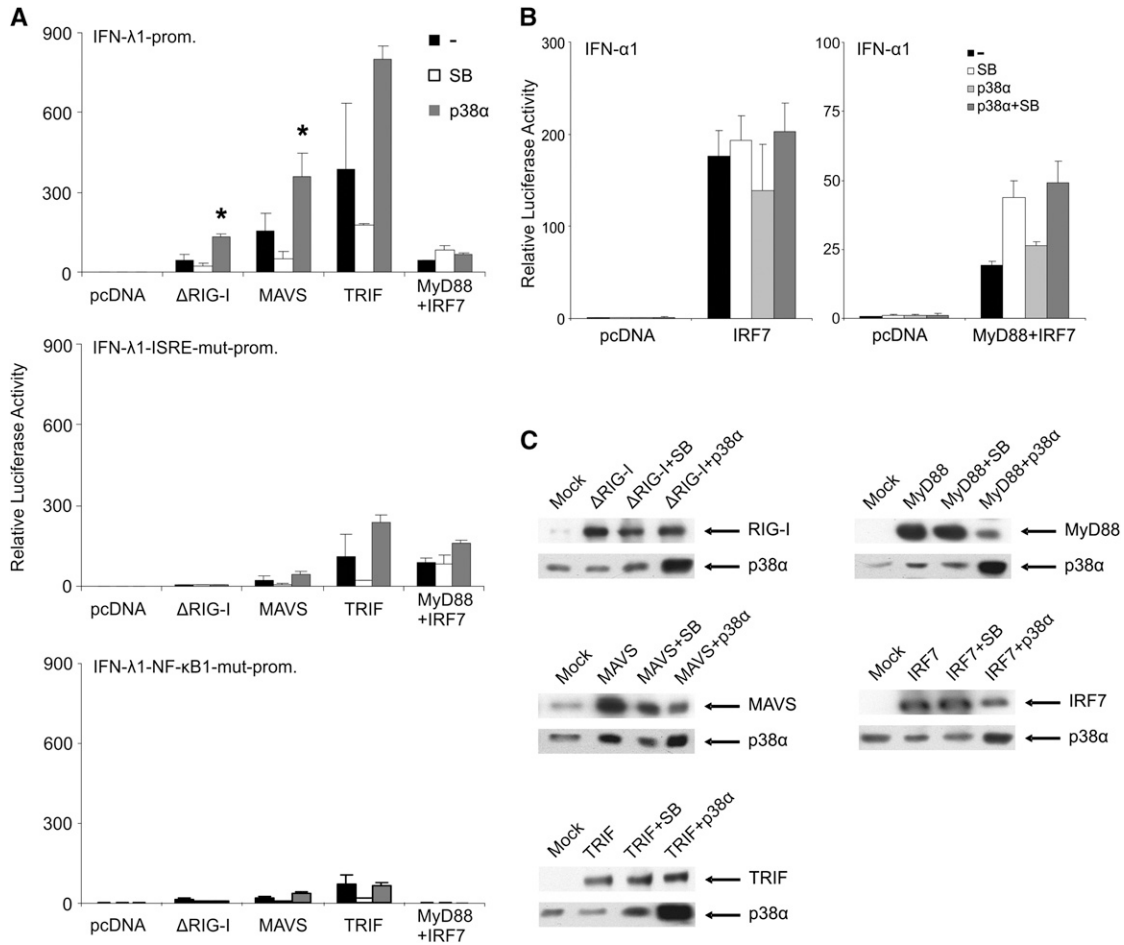 A
IFN-λ1-prom.
900
600
300
0
-
SB
p38α
*
*
pcDNA
ΔRIG-I
MAVS
TRIF
MyD88
+IRF7
Relative Luciferase Activity
IFN-λ1-ISRE-mut-prom.
900
600
300
0
pcDNA
ΔRIG-I
MAVS
TRIF
MyD88
+IRF7
IFN-λ1-NF-κB1-mut-prom.
900
600
300
0
pcDNA
ΔRIG-I
MAVS
TRIF
MyD88
+IRF7
B
Relative Luciferase Activity
IFN-α1
300
200
100
0
pcDNA
IRF7
IFN-α1
100
75
50
25
0
-
SB
p38α
p38α+SB
pcDNA
MyD88+IRF7
C
Mock
ΔRIG-I
ΔRIG-I+SB
ΔRIG-I+p38α
RIG-I
p38α
Mock
MyD88
MyD88+SB
MyD88+p38α
MyD88
p38α
Mock
MAVS
MAVS+SB
MAVS+p38α
MAVS
p38α
Mock
IRF7
IRF7+SB
IRF7+p38α
IRF7
p38α
Mock
TRIF
TRIF+SB
TRIF+p38α
TRIF
p38α